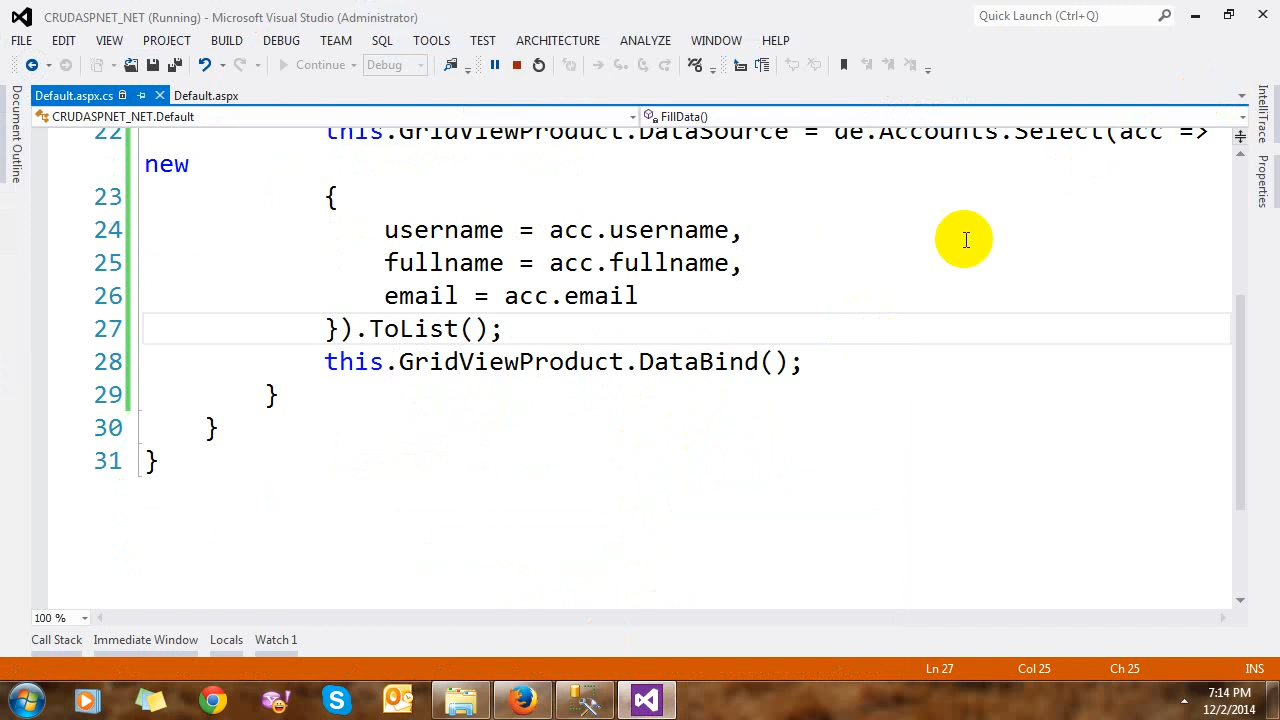 CRUDASPNET_NET (Running) - Microsoft Visual Studio (Administrator)
Quick Launch (Ctrl+Q)
FILE EDIT VIEW PROJECT BUILD DEBUG TEAM SQL TOOLS TEST ARCHITECTURE ANALYZE WINDOW HELP
Continue Debug
Default.aspx.cs Default.aspx
CRUDASPNET_NET.Default FillData()
Document Outline
IntelliTrace
Properties
22 this.GridViewProduct.DataSource = de.Accounts.Select(acc =>
new
23 {
24 username = acc.username,
25 fullname = acc.fullname,
26 email = acc.email
27 }).ToList();
28 this.GridViewProduct.DataBind();
29 }
30 }
31 }
100 %
Call Stack Immediate Window Locals Watch 1
Ln 27 Col 25 Ch 25 INS
7:14 PM
12/2/2014